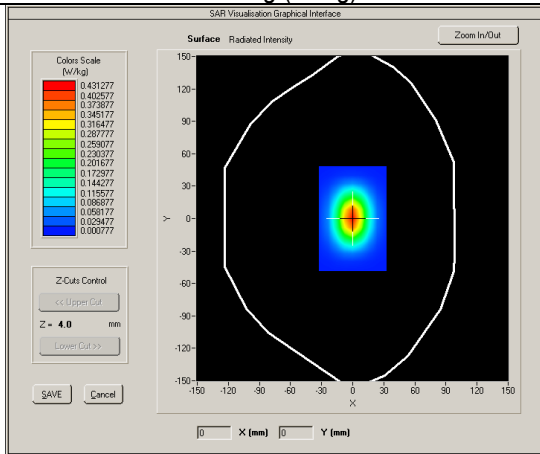 SAR Visualisation Graphical Interface
Surface Radiated Intensity
Zoom In/Out
Colors Scale
(W/kg)
0.431277
0.402577
0.373877
0.345177
0.316477
0.287777
0.259077
0.230377
0.201677
0.172977
0.144277
0.115577
0.086877
0.058177
0.029477
0.000777
Z-Cuts Control
<< Upper Cut
Z = 4.0 mm
Lower Cut >>
SAVE Cancel
150
120
90
60
30
0
-30
-60
-90
-120
-150
Y
-150 -120 -90 -60 -30 0 30 60 90 120 150
X
0 X (mm) 0 Y (mm)